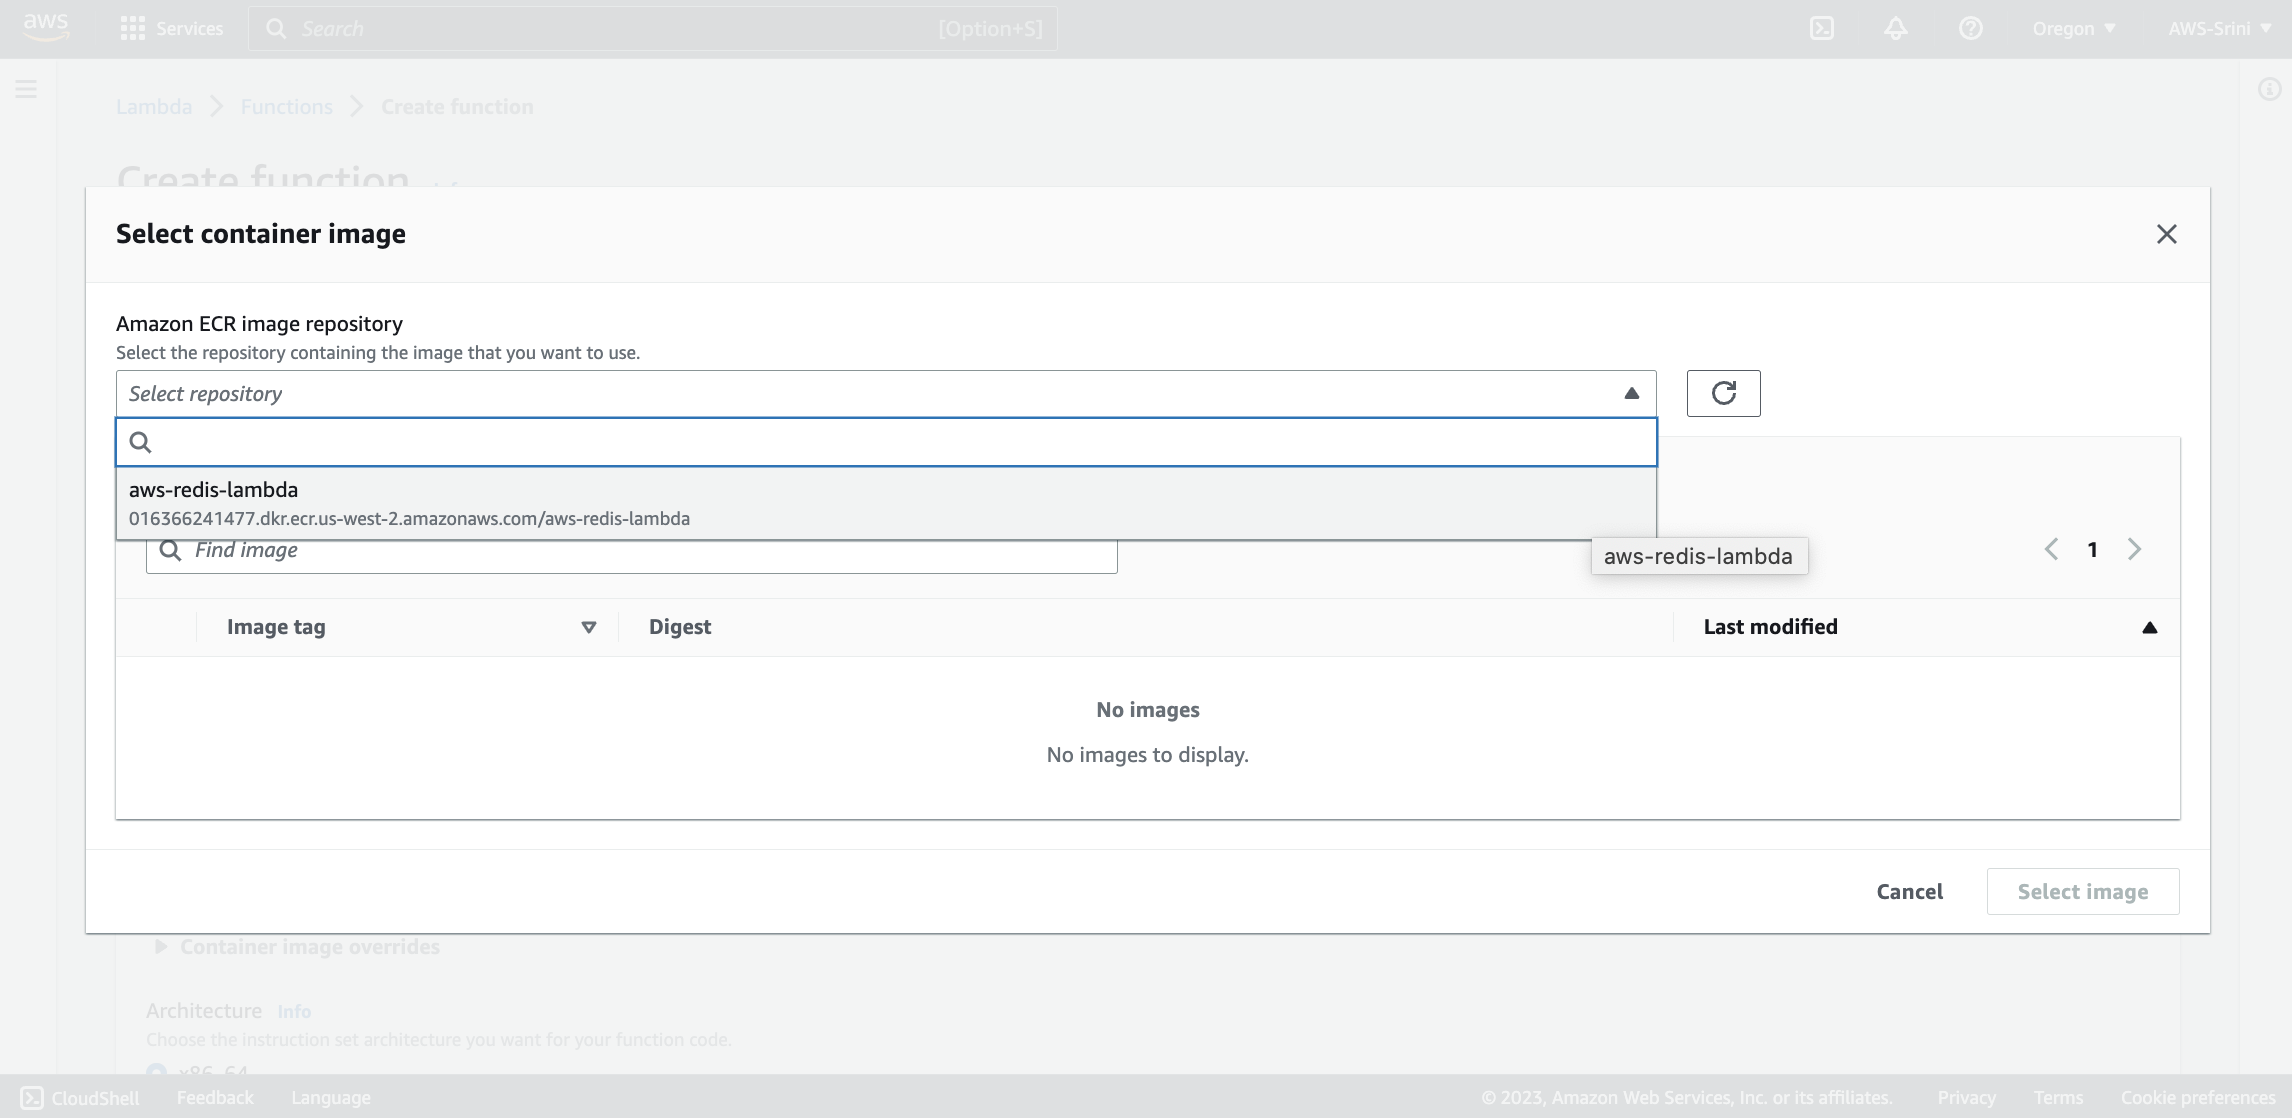 aws
Services
Search
[Option+S]
Oregon
AWS-Srini
Lambda
Functions
Create function
Create function
Select container image
Amazon ECR image repository
Select the repository containing the image that you want to use.
Select repository
aws-redis-lambda
016366241477.dkr.ecr.us-west-2.amazonaws.com/aws-redis-lambda
Find image
aws-redis-lambda
1
Image tag
Digest
Last modified
No images
No images to display.
Cancel
Select image
Container image overrides
Architecture Info
Choose the instruction set architecture you want for your function code.
x86_64
CloudShell
Feedback
Language
© 2023, Amazon Web Services, Inc. or its affiliates.
Privacy
Terms
Cookie preferences